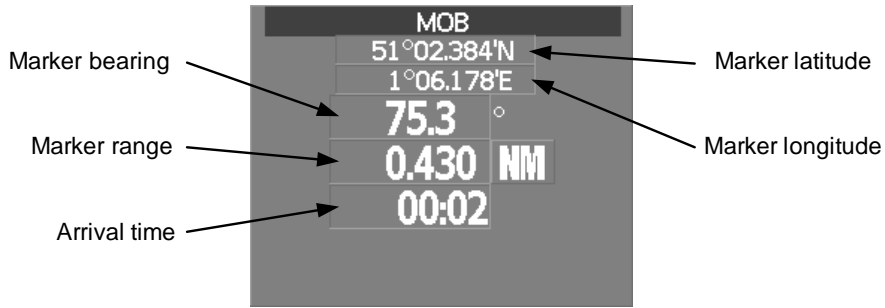 MOB
51°02.384'N
Marker bearing
Marker latitude
1°06.178'E
75.3 °
Marker range
0.430 NM
Marker longitude
00:02
Arrival time